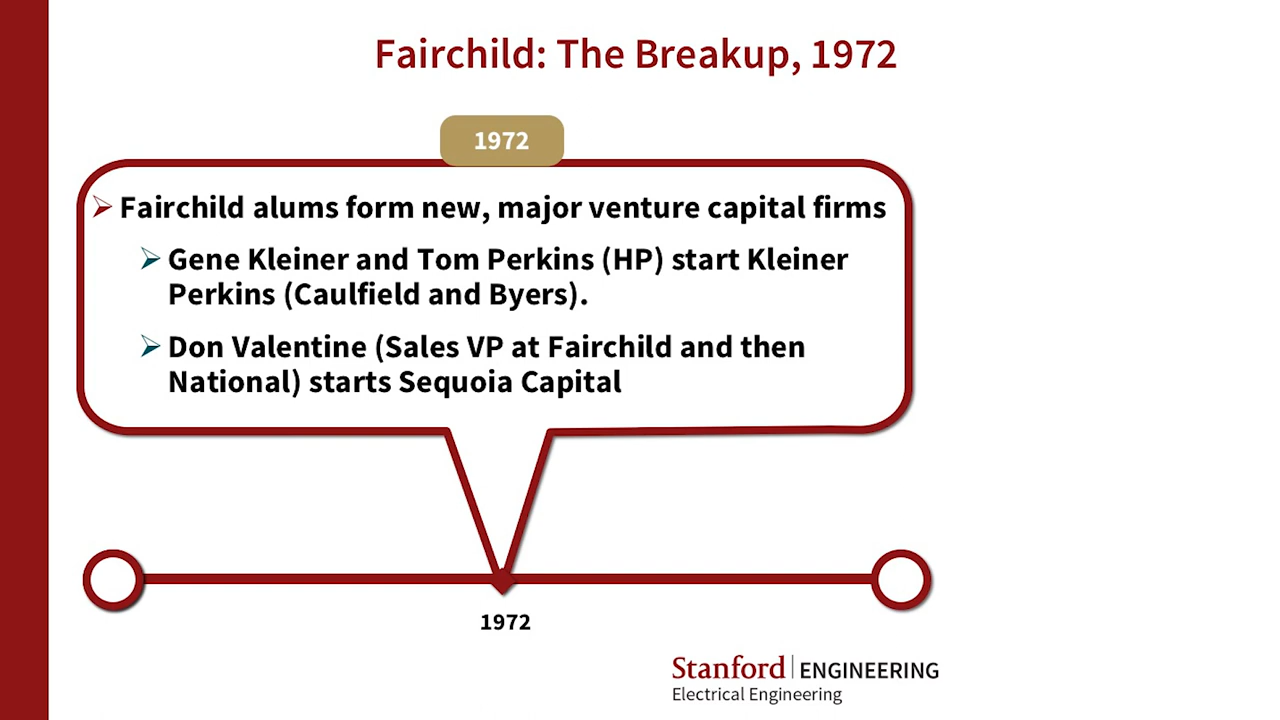 Fairchild: The Breakup, 1972
1972
Fairchild alums form new, major venture capital firms
Gene Kleiner and Tom Perkins (HP) start Kleiner
Perkins (Caulfield and Byers).
Don Valentine (Sales VP at Fairchild and then
National) starts Sequoia Capital
1972
Stanford ENGINEERING
Electrical Engineering